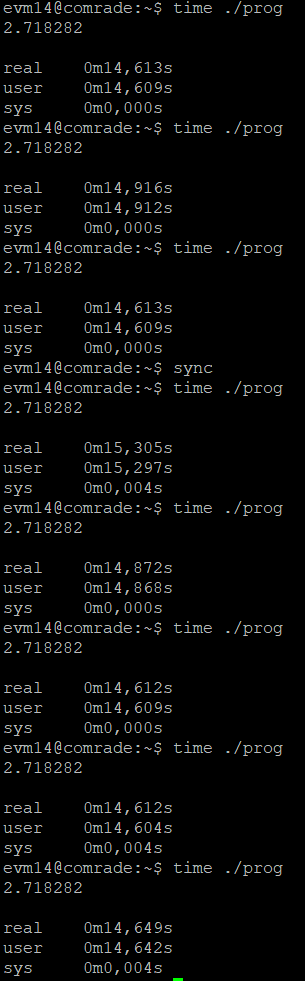 evm14@comrade:~$ time ./prog
2.718282
real 0m14,613s
user 0m14,609s
sys 0m0,000s
evm14@comrade:~$ time ./prog
2.718282
real 0m14,916s
user 0m14,912s
sys 0m0,000s
evm14@comrade:~$ time ./prog
2.718282
real 0m14,613s
user 0m14,609s
sys 0m0,000s
evm14@comrade:~$ sync
evm14@comrade:~$ time ./prog
2.718282
real 0m15,305s
user 0m15,297s
sys 0m0,004s
evm14@comrade:~$ time ./prog
2.718282
real 0m14,872s
user 0m14,868s
sys 0m0,000s
evm14@comrade:~$ time ./prog
2.718282
real 0m14,612s
user 0m14,609s
sys 0m0,000s
evm14@comrade:~$ time ./prog
2.718282
real 0m14,612s
user 0m14,604s
sys 0m0,004s
evm14@comrade:~$ time ./prog
2.718282
real 0m14,649s
user 0m14,642s
sys 0m0,004s